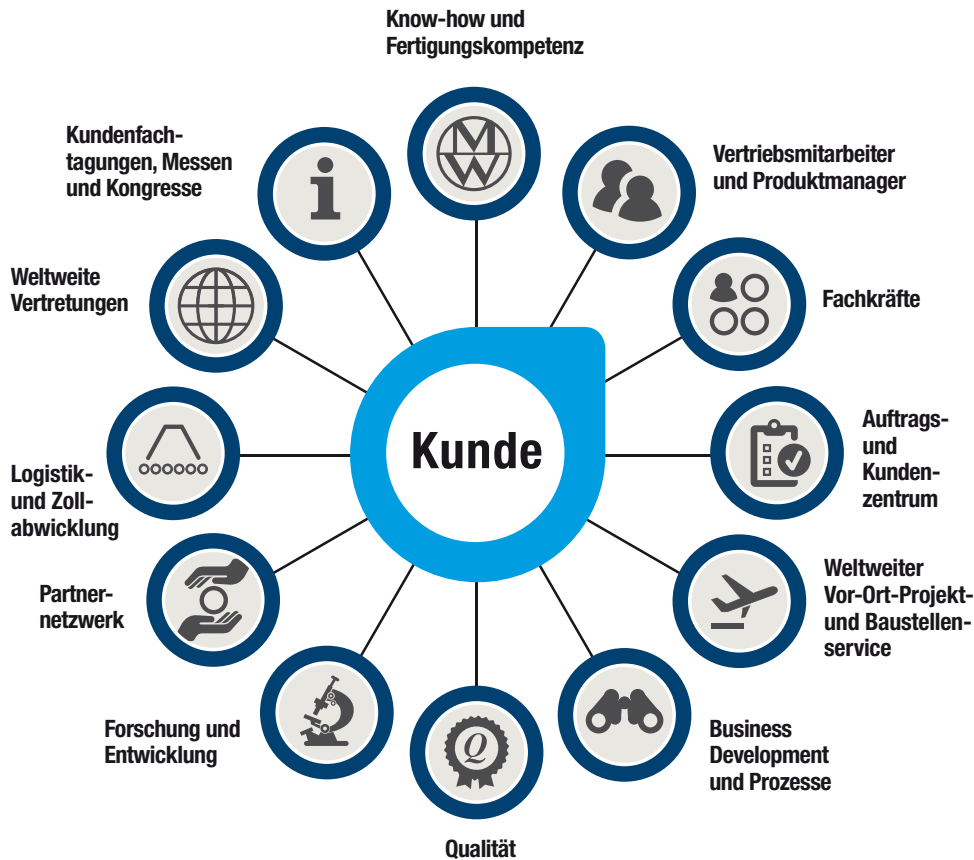 Know-how und
Fertigungskompetenz
Kundenfach-
tagungen, Messen
und Kongresse
MW
Vertriebsmitarbeiter
und Produktmanager
Weltweite
Vertretungen
Fachkräfte
Kunde
Auftrags-
und
Kunden-
zentrum
Logistik-
und Zoll-
abwicklung
Partner-
netzwerk
Weltweiter
Vor-Ort-Projekt-
und Baustellen-
service
Forschung und
Entwicklung
Q
Business
Development
und Prozesse
Qualität